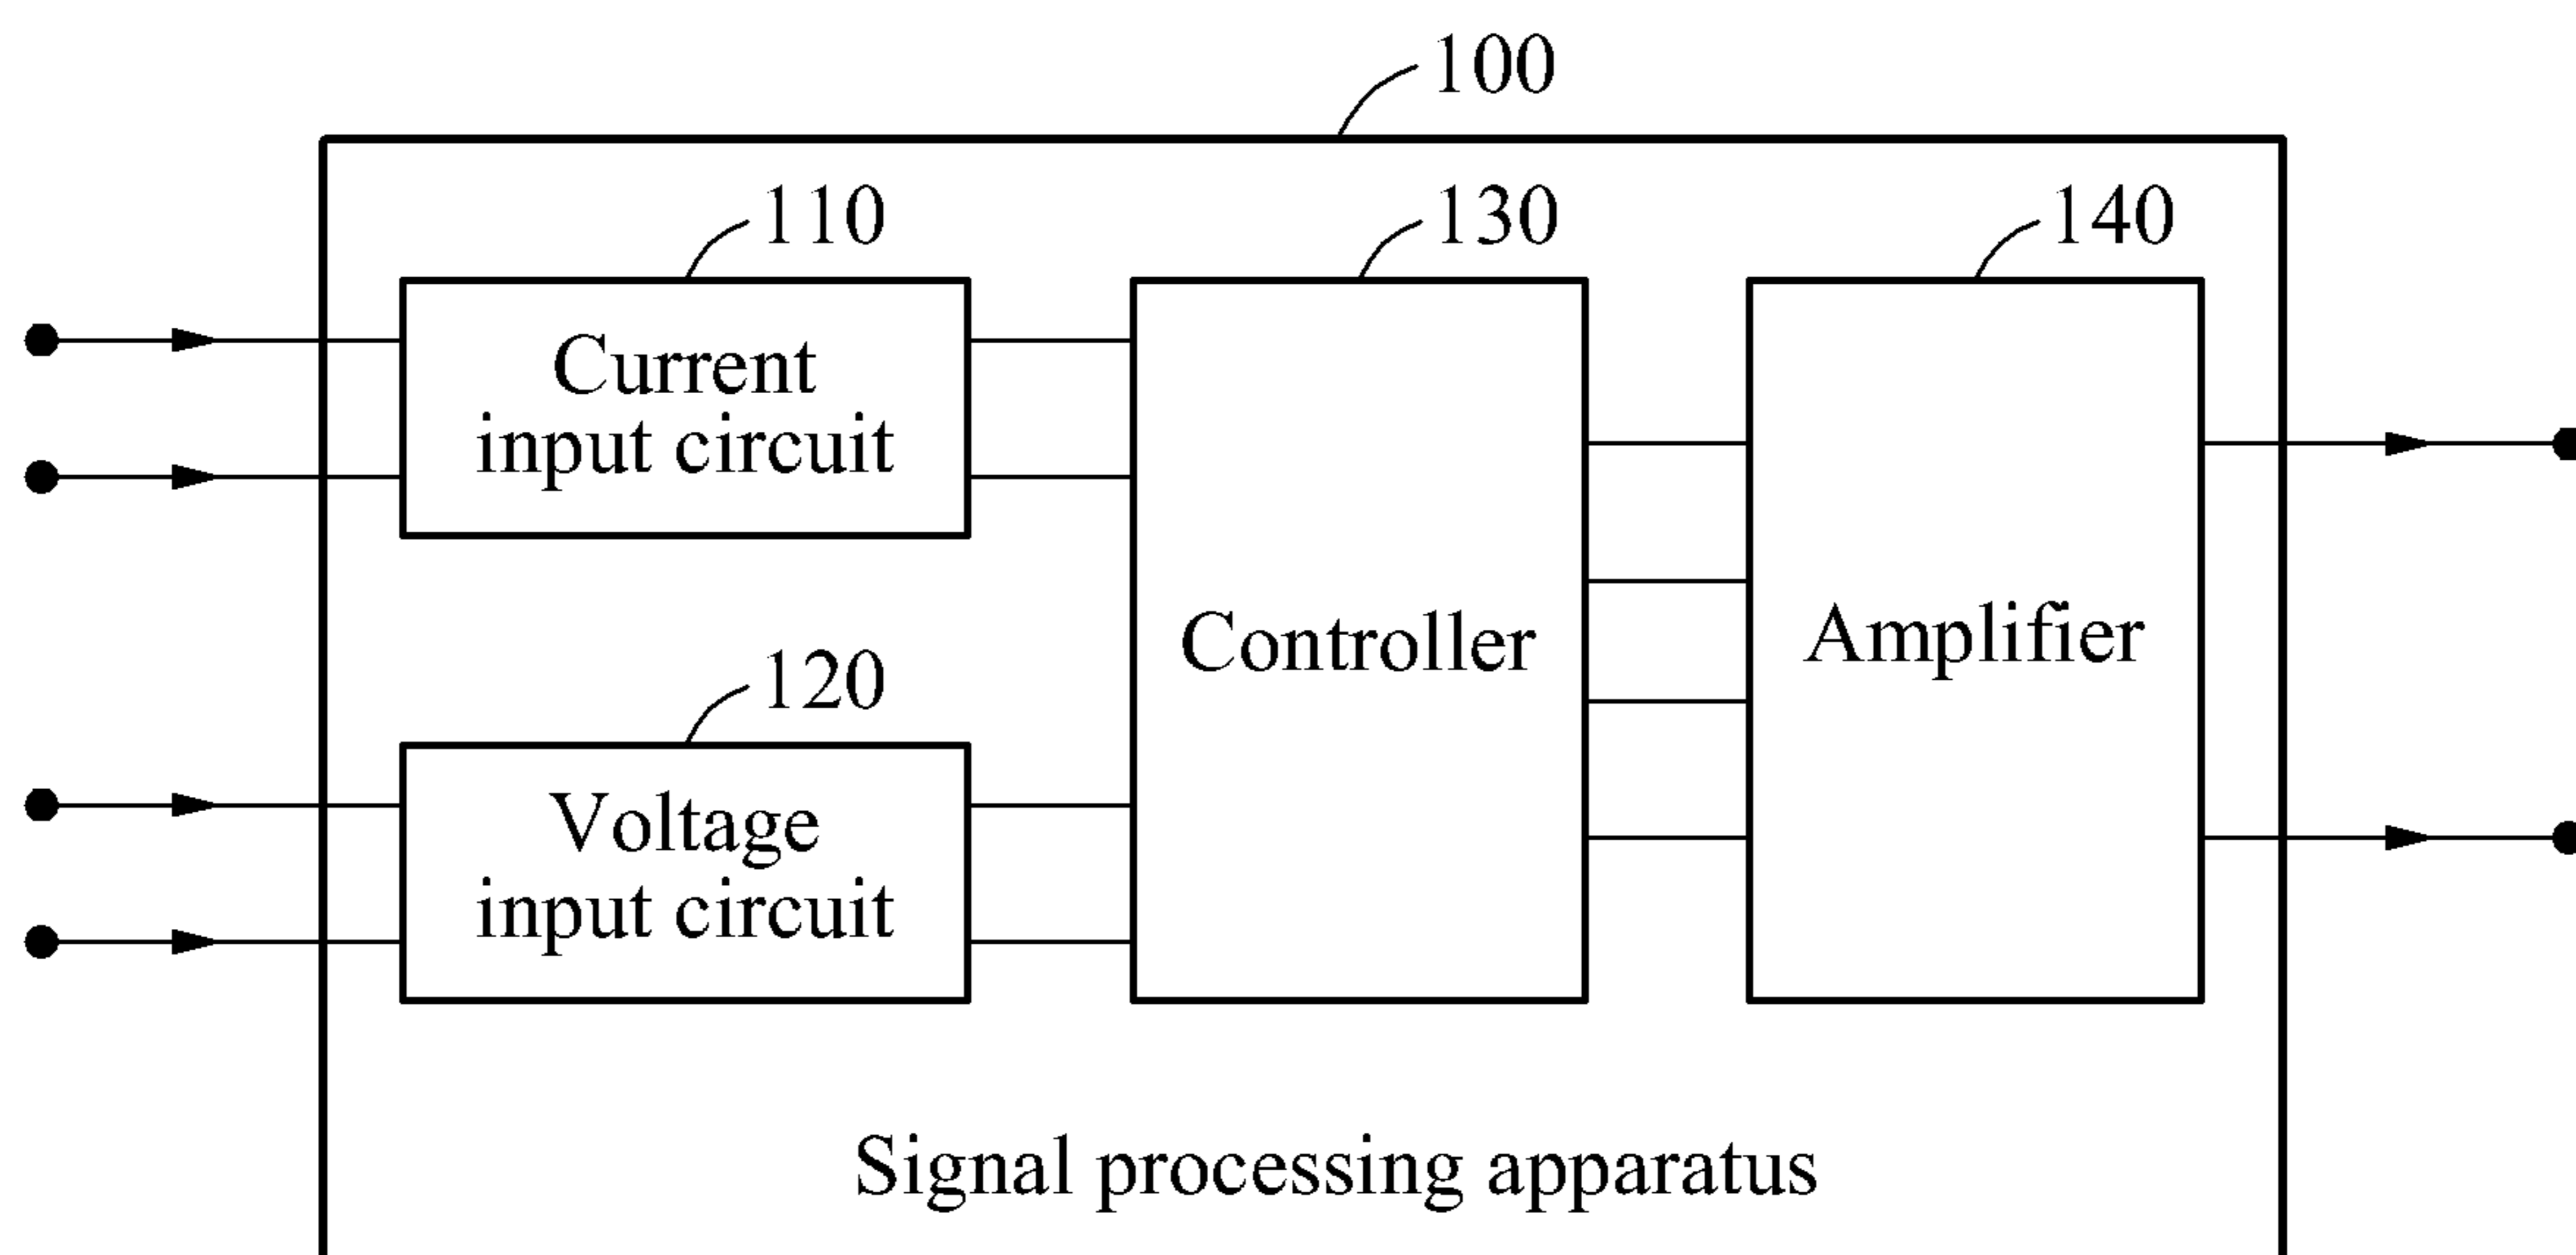 100
110
130
140
Current
input circuit
Controller
Amplifier
120
Voltage
input circuit
Signal processing apparatus